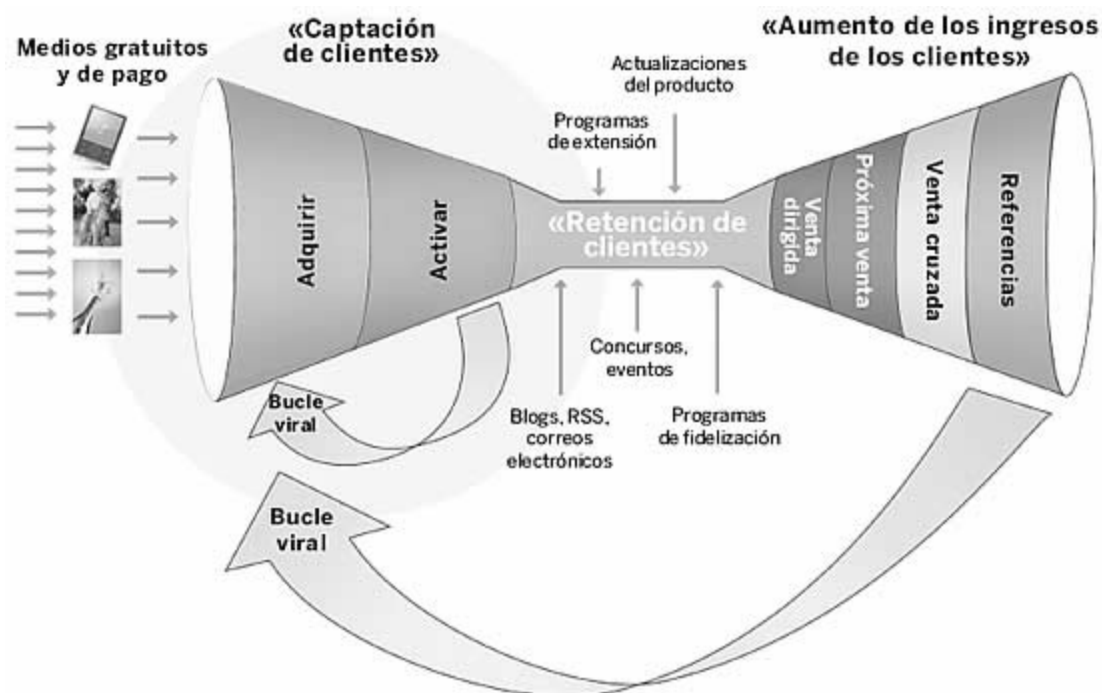 Medios gratuitos
y de pago
«Captación
de clientes»
Adquirir
Activar
Programas
de extensión
Actualizaciones
del producto
«Retención de
clientes»
Blogs, RSS,
correos
electrónicos
Concursos,
eventos
Programas
de fidelización
«Aumento de los ingresos
de los clientes»
Venta
dirigida
Próxima venta
Venta cruzada
Referencias
Bucle
viral
Bucle
viral